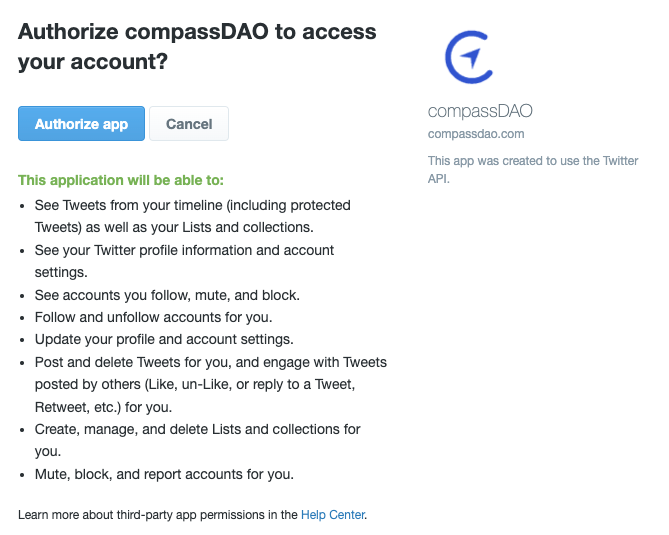 Authorize compassDAO to access
your account?
Authorize app
Cancel
This application will be able to:
• See Tweets from your timeline (including protected
Tweets) as well as your Lists and collections.
• See your Twitter profile information and account
settings.
• See accounts you follow, mute, and block.
• Follow and unfollow accounts for you.
• Update your profile and account settings.
• Post and delete Tweets for you, and engage with Tweets
posted by others (Like, un-Like, or reply to a Tweet,
Retweet, etc.) for you.
• Create, manage, and delete Lists and collections for
you.
• Mute, block, and report accounts for you.
Learn more about third-party app permissions in the Help Center.
compassDAO
compassdao.com
This app was created to use the Twitter
API.